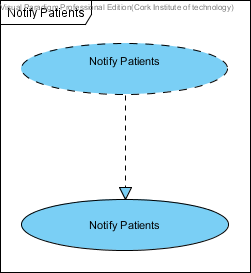 Visual Paradigm Professional Edition(Cork Institute of technology)
Notify Patients
Notify Patients
Notify Patients